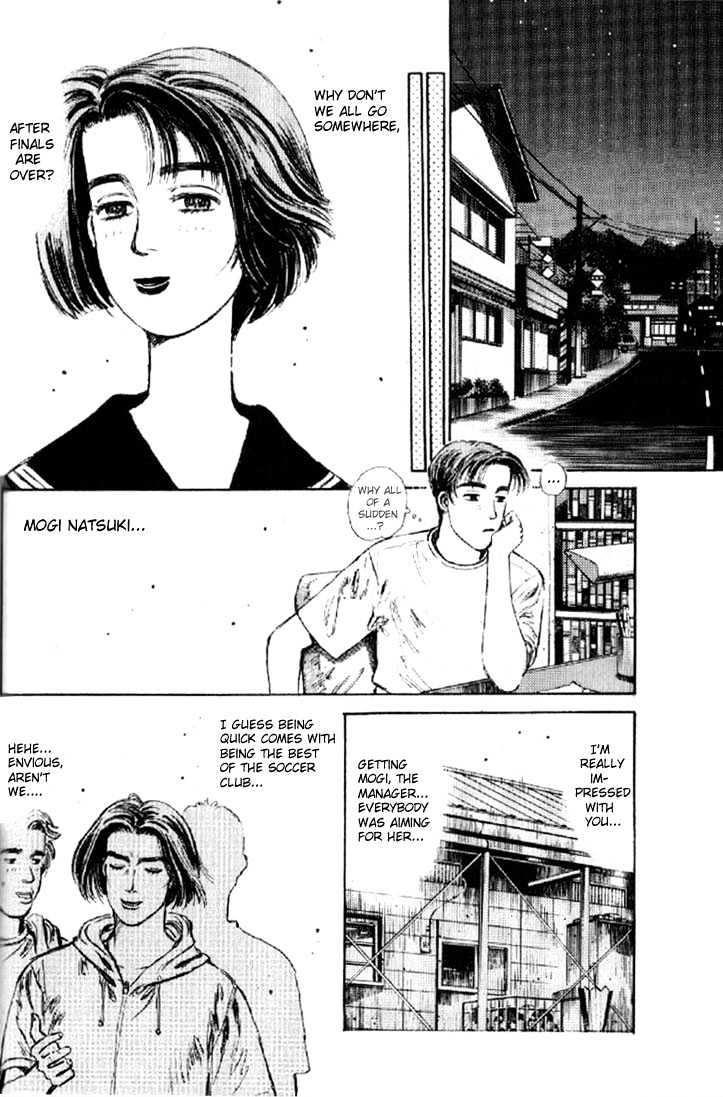 WHY DON'T
WE ALL GO
SOMEWHERE,
AFTER
FINALS
ARE
OVER?
...
WHY ALL
OF A
SUDDEN
...?
MOGI NATSUKI...
I'M
REALLY
IM-
PRESSED
WITH
YOU...
GETTING
MOGI, THE
MANAGER...
EVERYBODY
WAS AIMING
FOR HER...
I GUESS BEING
QUICK COMES WITH
BEING THE BEST
OF THE SOCCER
CLUB...
HEHE...
ENVIOUS,
AREN'T
WE....